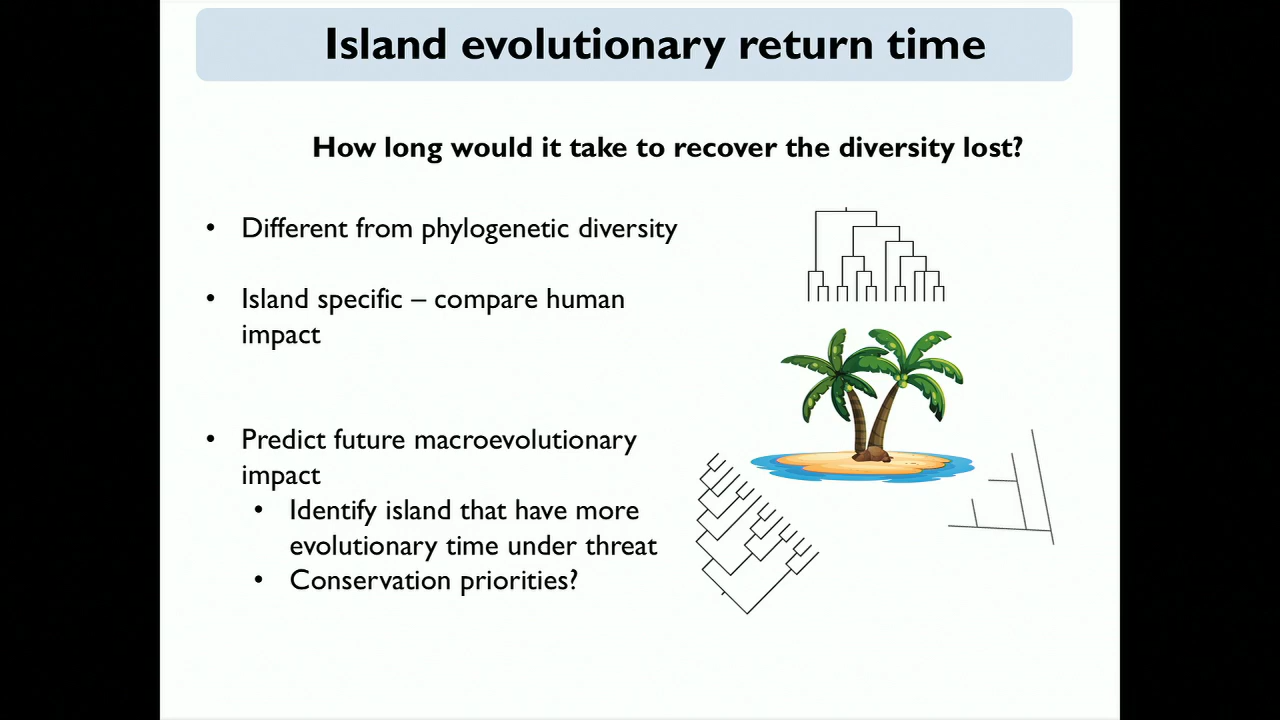 Island evolutionary return time
How long would it take to recover the diversity lost?
• Different from phylogenetic diversity
• Island specific – compare human
impact
• Predict future macroevolutionary
impact
• Identify island that have more
evolutionary time under threat
• Conservation priorities?